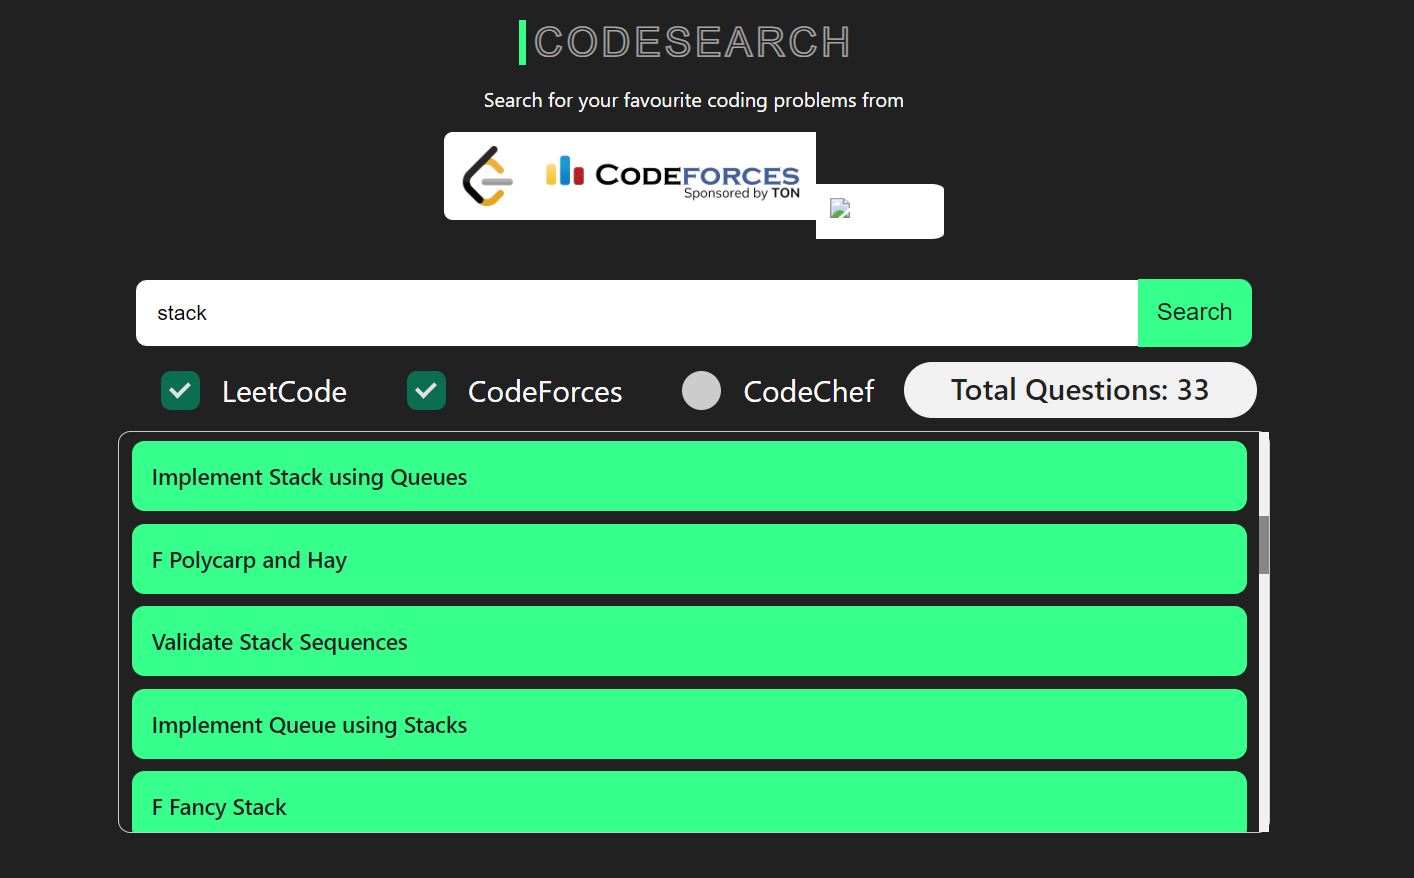 CODESEARCH
Search for your favourite coding problems from
CODEFORCES
Sponsored by TON
stack
Search
LeetCode
CodeForces
CodeChef
Total Questions: 33
Implement Stack using Queues
F Polycarp and Hay
Validate Stack Sequences
Implement Queue using Stacks
F Fancy Stack